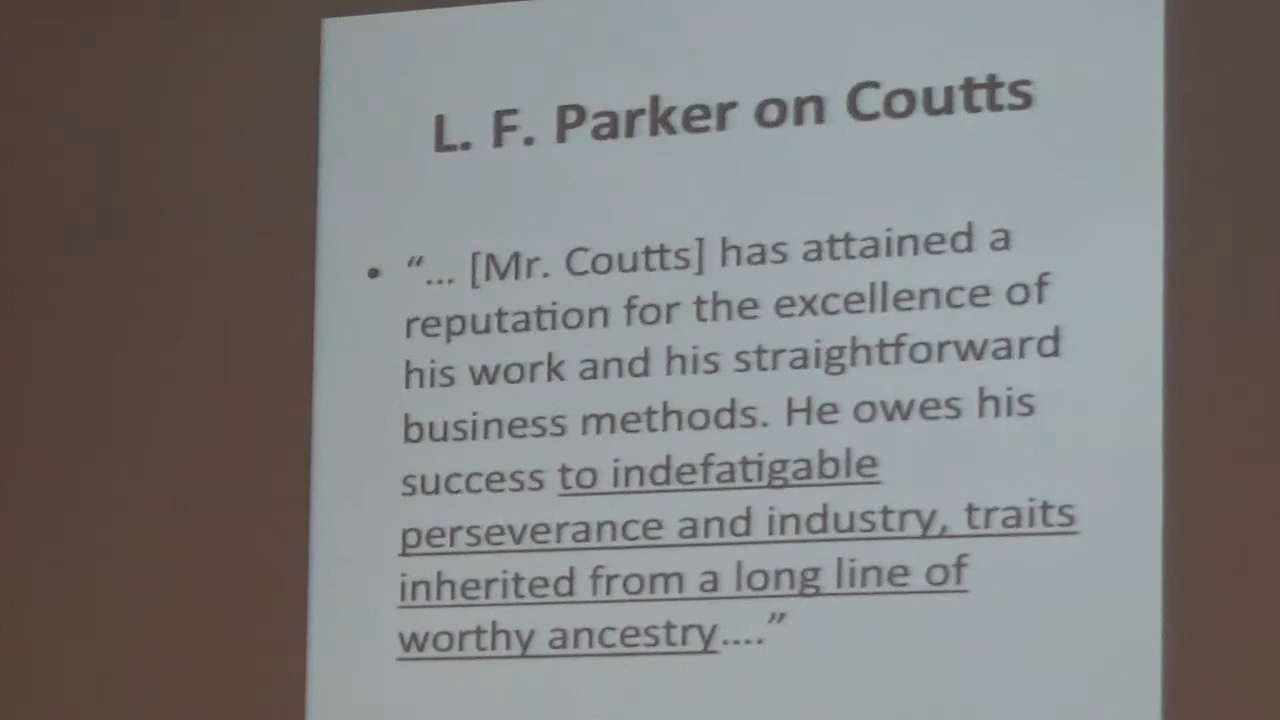 L. F. Parker on Coutts
• “... [Mr. Coutts] has attained a
reputation for the excellence of
his work and his straightforward
business methods. He owes his
success to indefatigable
perseverance and industry, traits
inherited from a long line of
worthy ancestry....”